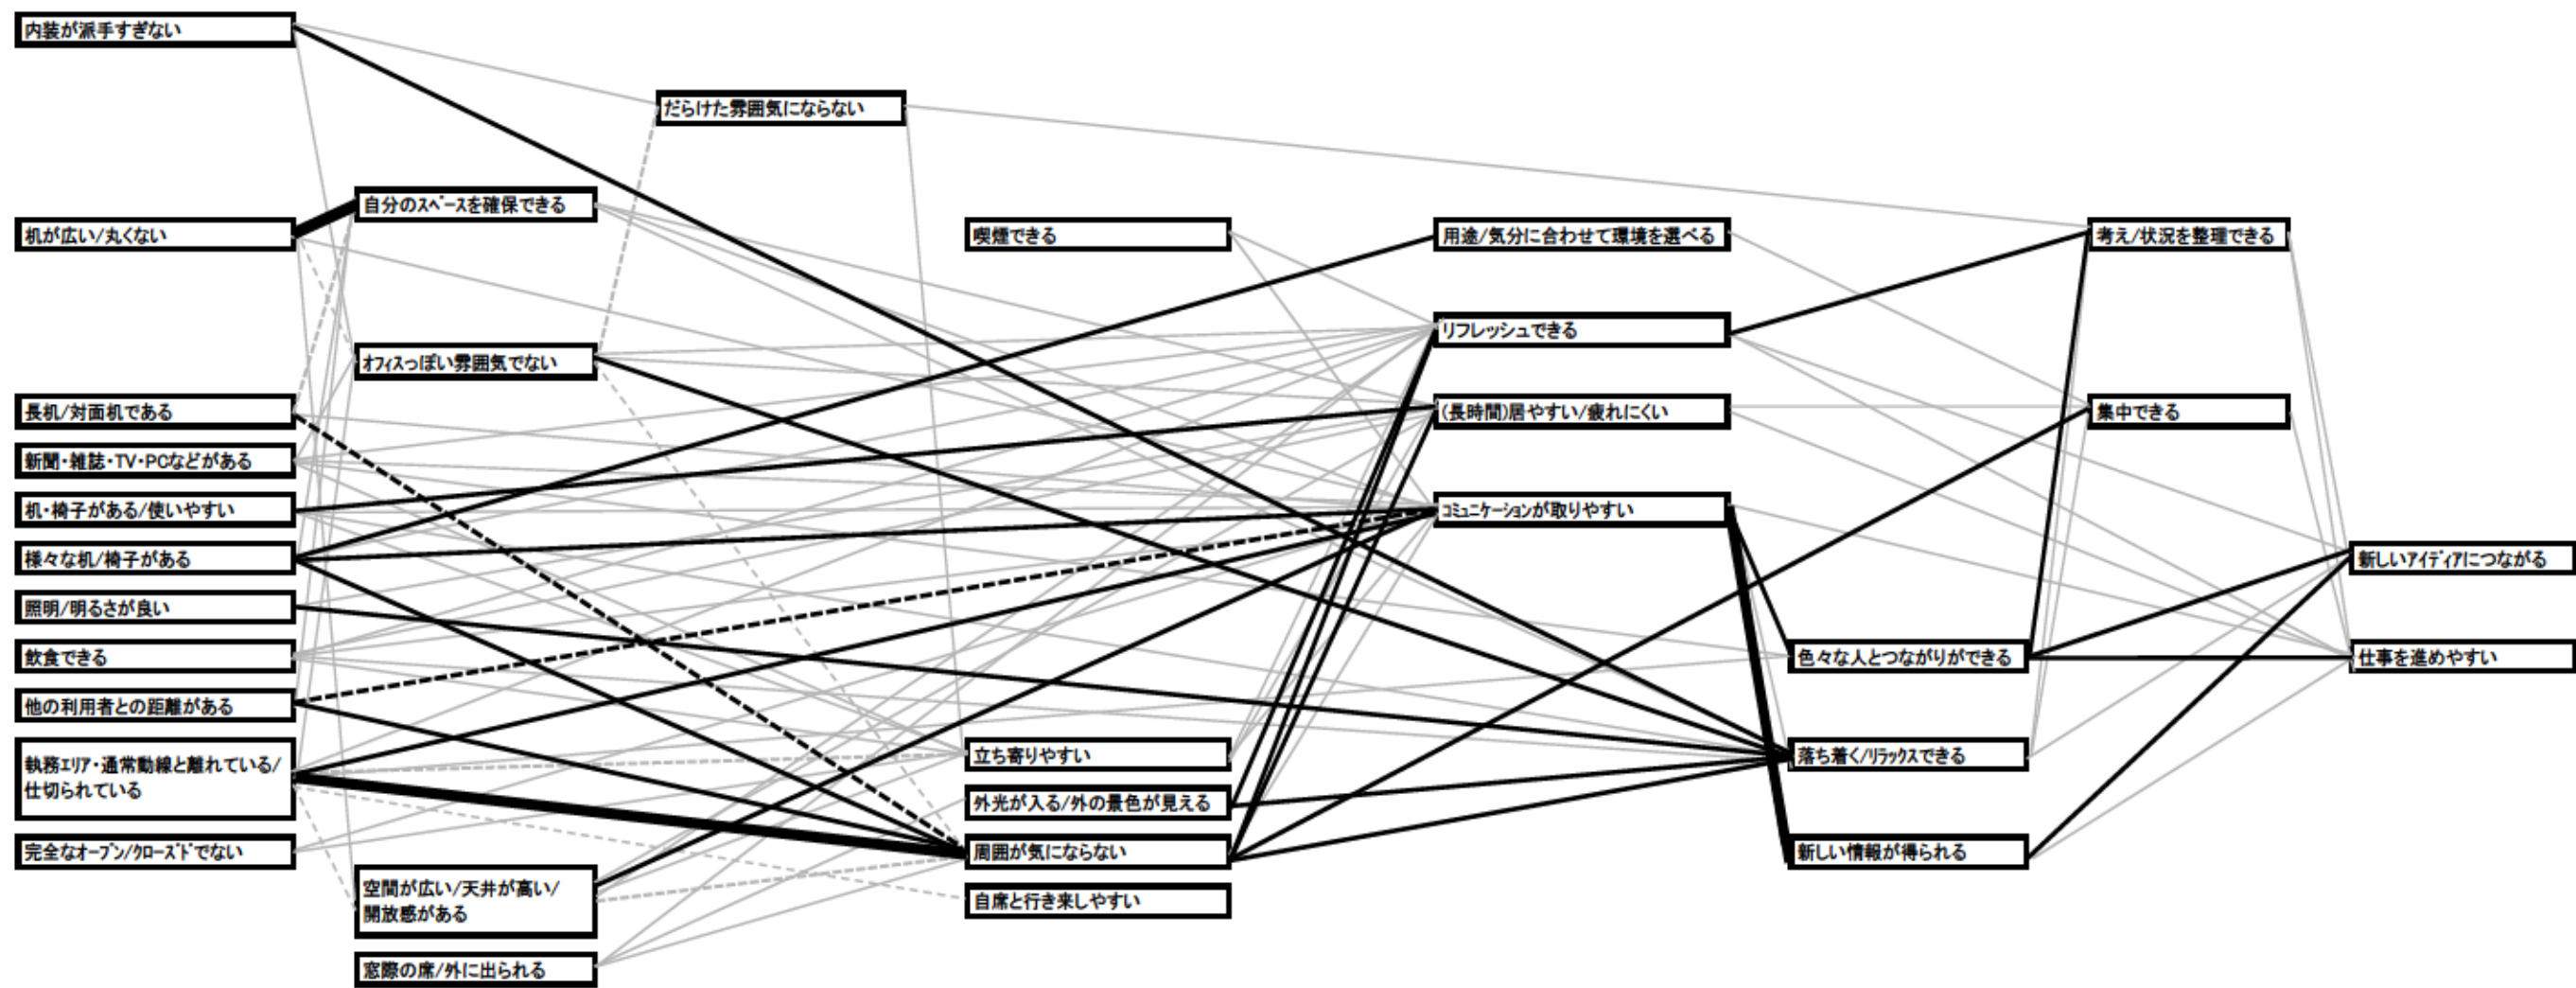 内装が派手すぎない
だらけた雰囲気にならない
自分のスペースを確保できる
机が広い/丸くない
喫煙できる
用途/気分に合わせて環境を選べる
考え/状況を整理できる
リフレッシュできる
オフィスっぽい雰囲気でない
長机/対面机である
(長時間)居やすい/疲れにくい
集中できる
新聞・雑誌・TV・PCなどがある
机・椅子がある/使いやすい
コミュニケーションが取りやすい
様々な机/椅子がある
新しいアイディアにつながる
照明/明るさが良い
飲食できる
色々な人とつながりができる
仕事を進めやすい
他の利用者との距離がある
執務エリア・通常動線と離れている/
仕切られている
立ち寄りやすい
落ち着く/リラックスできる
外光が入る/外の景色が見える
完全なオープン/クローズドでない
周囲が気にならない
新しい情報が得られる
空間が広い/天井が高い/
開放感がある
自席と行き来しやすい
窓際の席/外に出られる